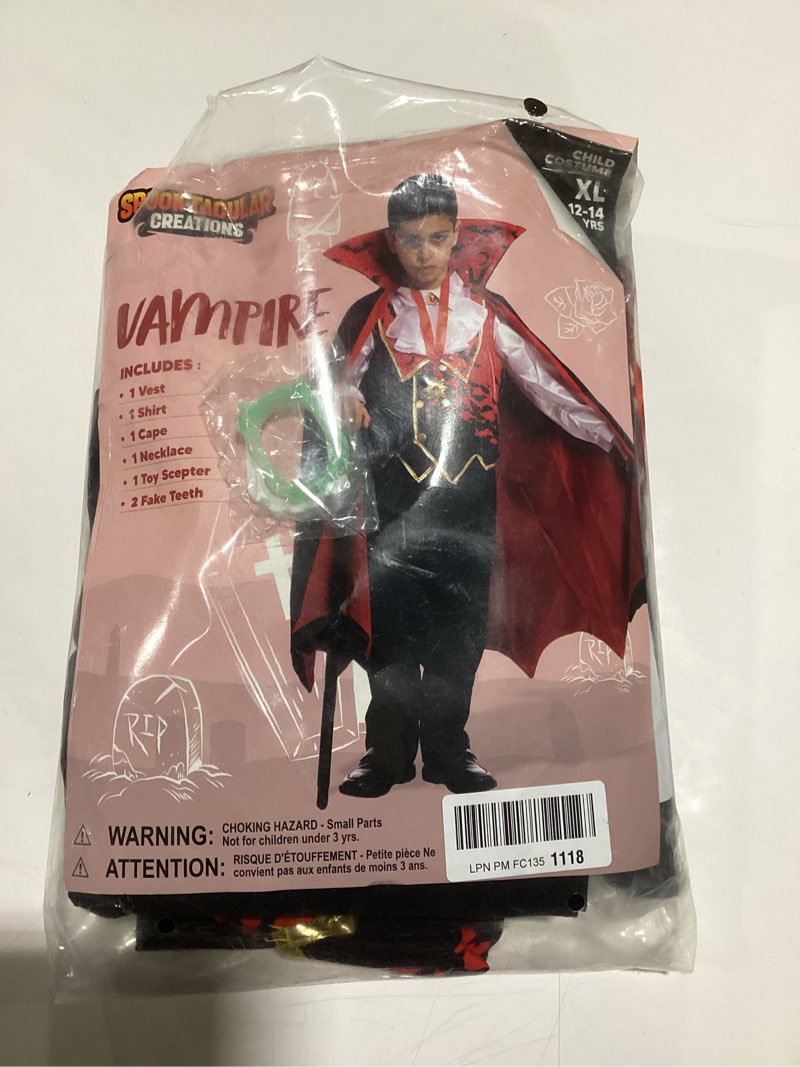 SPOOKTACULAR
CREATIONS
CHILD
COSTUME
XL
12-14
YRS
VAMPIRE
INCLUDES :
• 1 Vest
• 1 Shirt
• 1 Cape
• 1 Necklace
• 1 Toy Scepter
• 2 Fake Teeth
RIP
RIP
WARNING: CHOKING HAZARD - Small Parts
Not for children under 3 yrs.
ATTENTION: RISQUE D'ÉTOUFFEMENT - Petite pièce Ne
convient pas aux enfants de moins 3 ans.
LPN PM FC135 1118